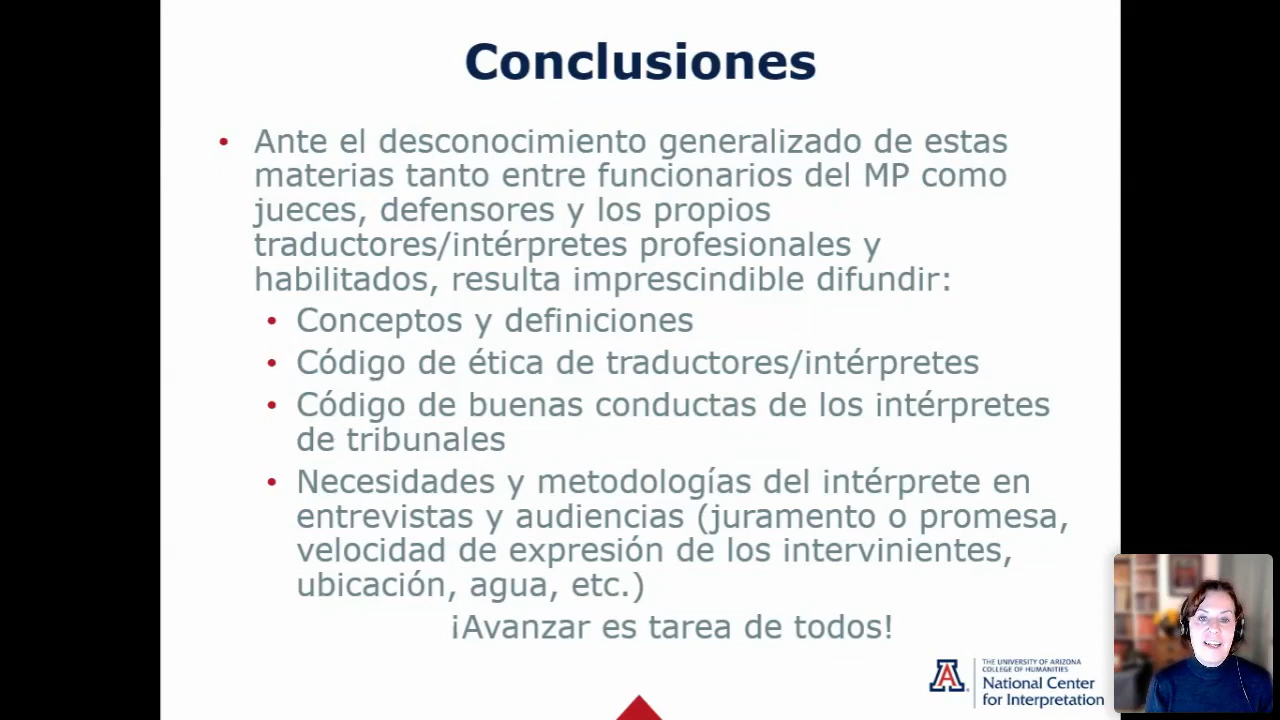 Conclusiones
• Ante el desconocimiento generalizado de estas
materias tanto entre funcionarios del MP como
jueces, defensores y los propios
traductores/intérpretes profesionales y
habilitados, resulta imprescindible difundir:
• Conceptos y definiciones
• Código de ética de traductores/intérpretes
• Código de buenas conductas de los intérpretes
de tribunales
• Necesidades y metodologías del intérprete en
entrevistas y audiencias (juramento o promesa,
velocidad de expresión de los intervinientes,
ubicación, agua, etc.)
¡Avanzar es tarea de todos!
THE UNIVERSITY OF ARIZONA
COLLEGE OF HUMANITIES
National Center
for Interpretation